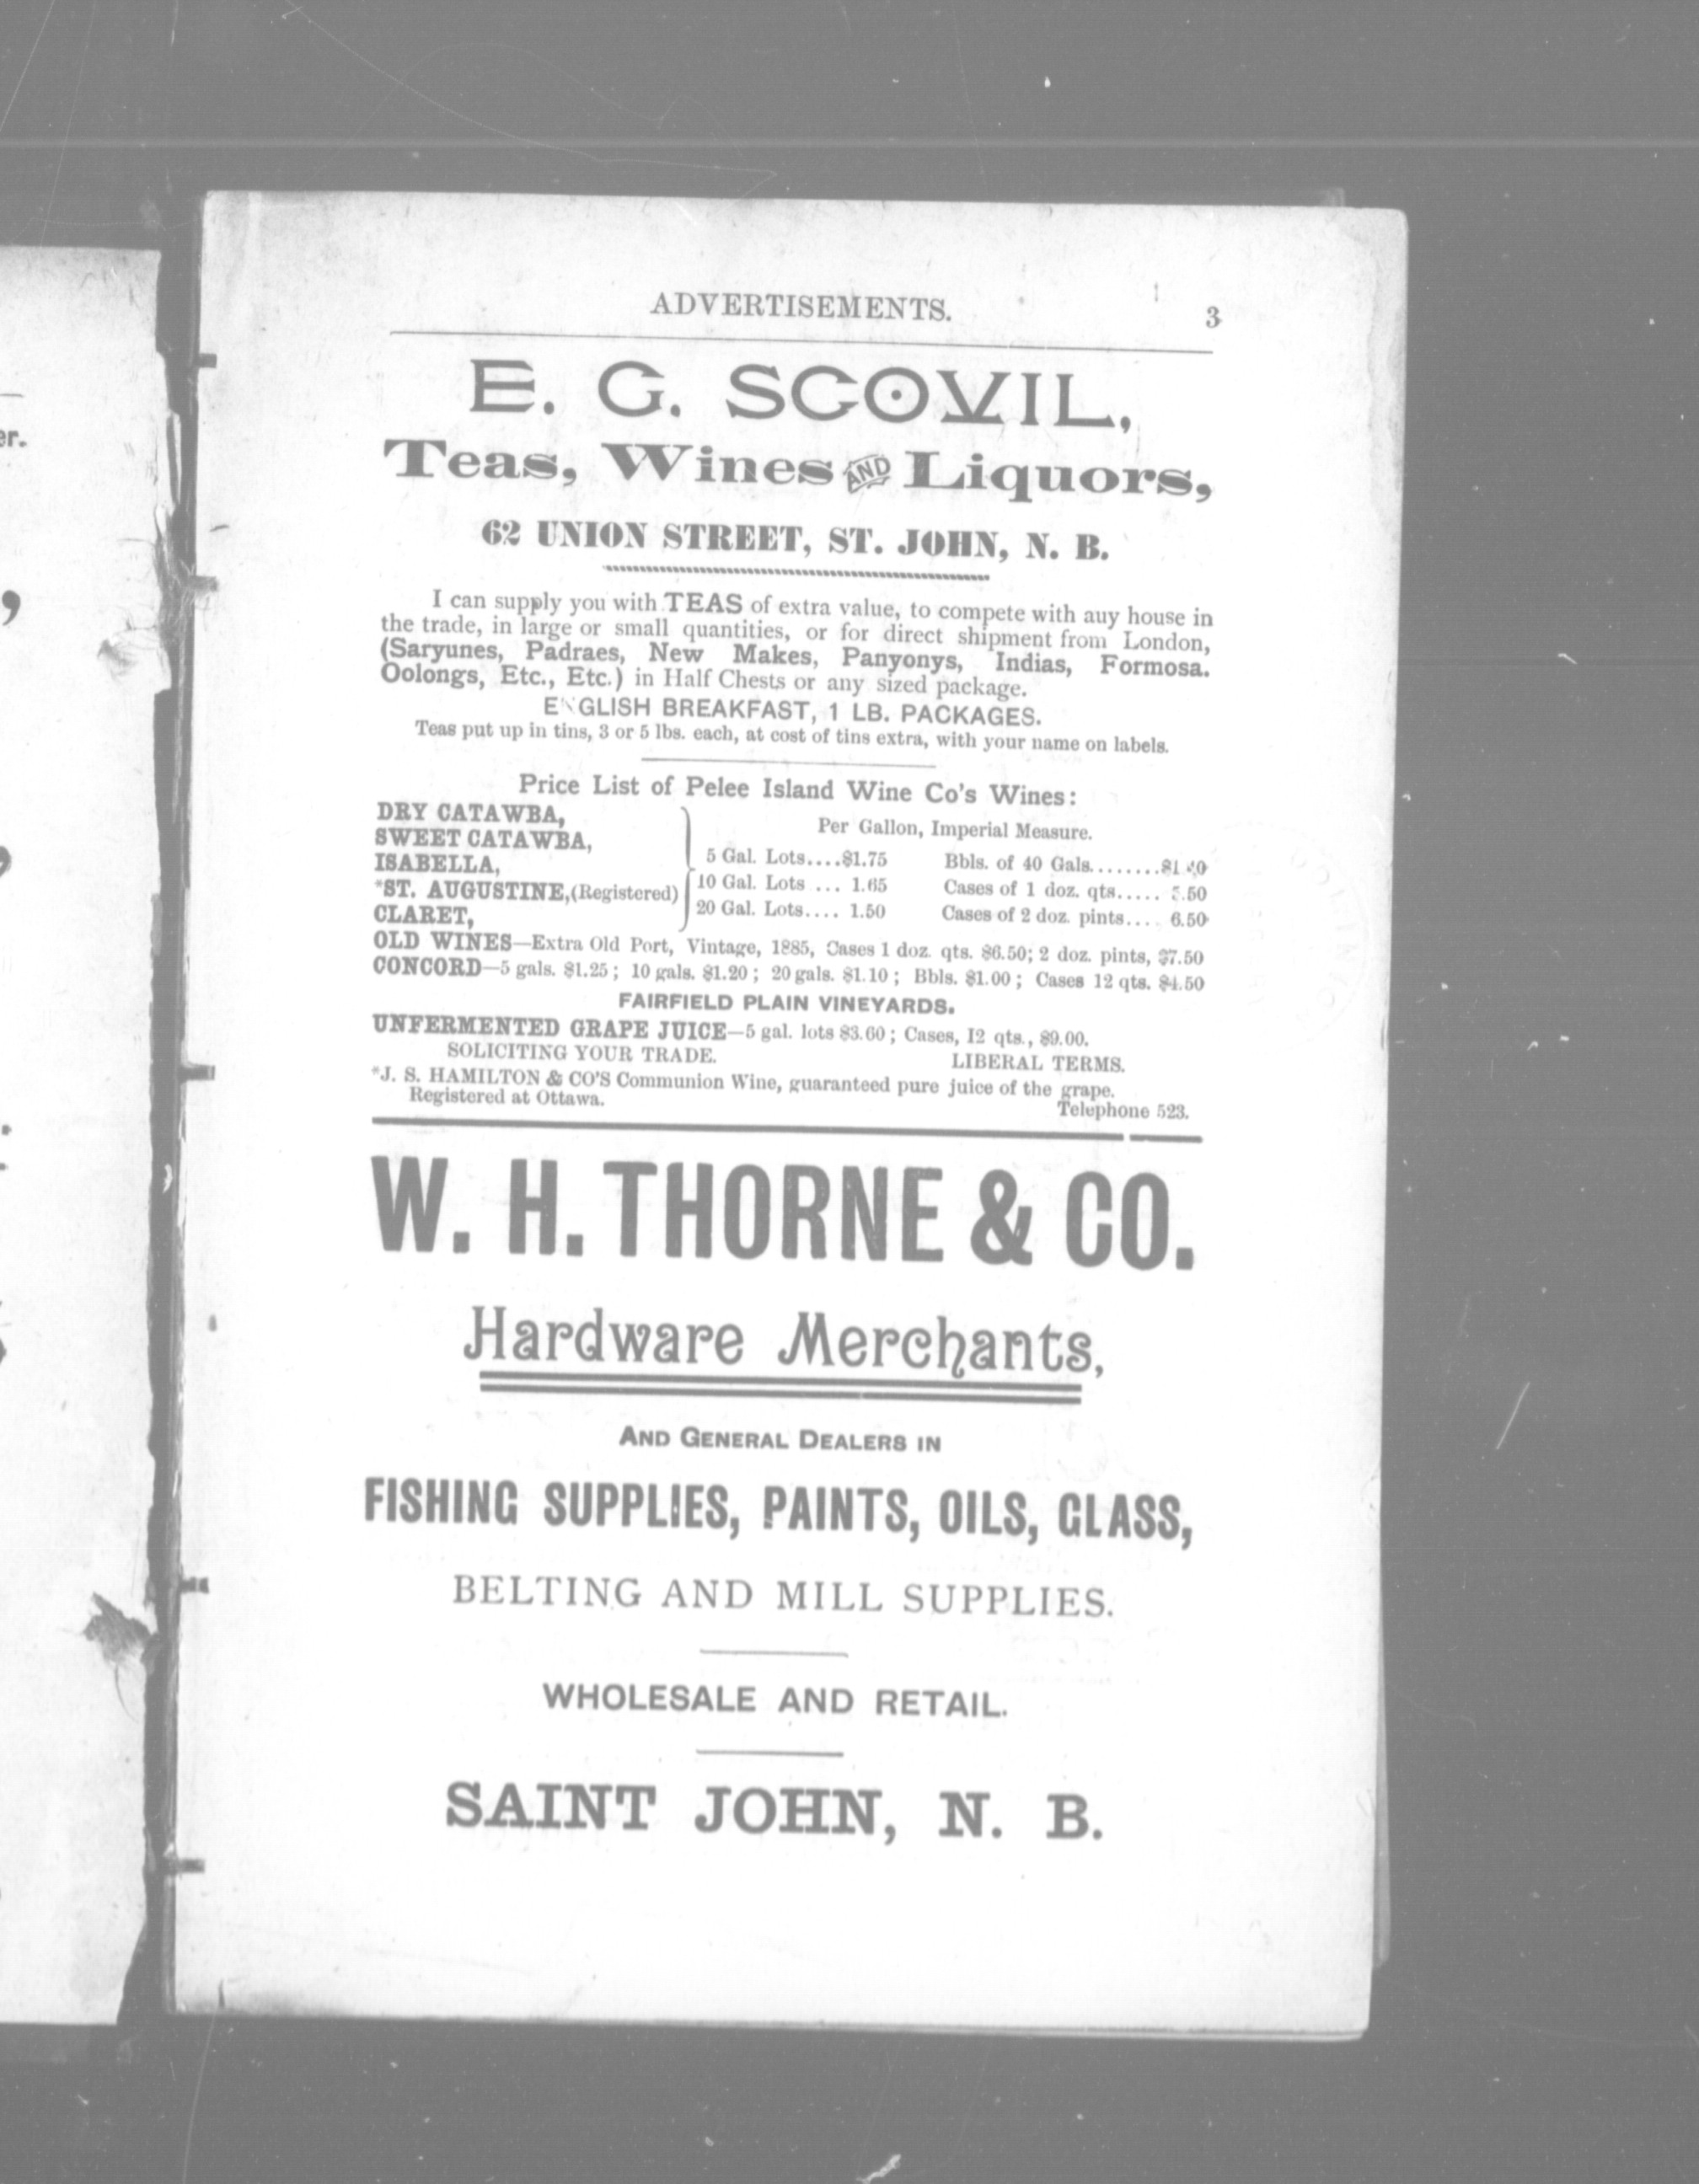 er.
ADVERTISEMENTS. 3
E. G. SCOVIL,
Teas, Wines AND Liquors,
62 UNION STREET, ST. JOHN, N. B.
I can supply you with TEAS of extra value, to compete with auy house in
the trade, in large or small quantities, or for direct shipment from London,
(Saryunes, Padraes, New Makes, Panyonys, Indias, Formosa.
Oolongs, Etc., Etc.) in Half Chests or any sized package.
ENGLISH BREAKFAST, 1 LB. PACKAGES.
Teas put up in tins, 3 or 5 lbs. each, at cost of tins extra, with your name on labels.
Price List of Pelee Island Wine Co's Wines:
DRY CATAWBA,
SWEET CATAWBA,
ISABELLA,
*ST. AUGUSTINE,(Registered)
CLARET,
Per Gallon, Imperial Measure.
5 Gal. Lots....$1.75 Bbls. of 40 Gals........
10 Gal. Lots ... 1.65 Cases of 1 doz. qts.....
20 Gal. Lots.... 1.50 Cases of 2 doz. pints.... 6.50
OLD WINES—Extra Old Port, Vintage, 1885, Cases 1 doz. qts. $6.50; 2 doz. pints, $7.50
CONCORD—5 gals. $1.25; 10 gals. $1.20; 20 gals. $1.10; Bbls. $1.00; Cases 12 qts. $4.50
FAIRFIELD PLAIN VINEYARDS.
UNFERMENTED GRAPE JUICE—5 gal. lots $3.60; Cases, 12 qts., $9.00.
SOLICITING YOUR TRADE. LIBERAL TERMS.
*J. S. HAMILTON & CO'S Communion Wine, guaranteed pure juice of the grape.
Registered at Ottawa. Telephone 523.
W. H. THORNE & CO.
Hardware Merchants,
AND GENERAL DEALERS IN
FISHING SUPPLIES, PAINTS, OILS, GLASS,
BELTING AND MILL SUPPLIES.
WHOLESALE AND RETAIL.
SAINT JOHN, N. B.